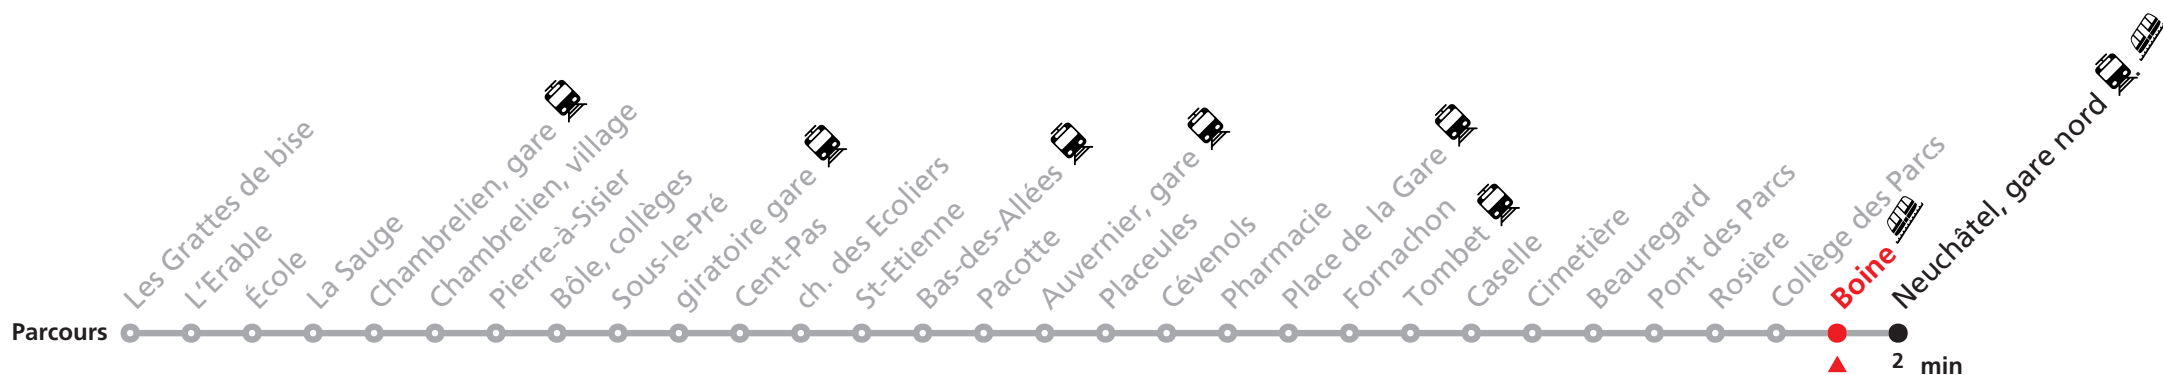 Parcours
Les Grattes de bise
L'Erable
École
La Sauge
Chambrelien, gare
Chambrelien, village
Pierre-à-Sisier
Bôle, collèges
Sous-le-Pré
giratoire gare
Cent-Pas
ch. des Ecoliers
St-Etienne
Bas-des-Allées
Pacotte
Auvernier, gare
Placeules
Cévenols
Pharmacie
Place de la Gare
Fornachon
Tombet
Caselle
Cimetière
Beauregard
Pont des Parcs
Rosière
Collège des Parcs
Boine
Neuchâtel, gare nord
2 min